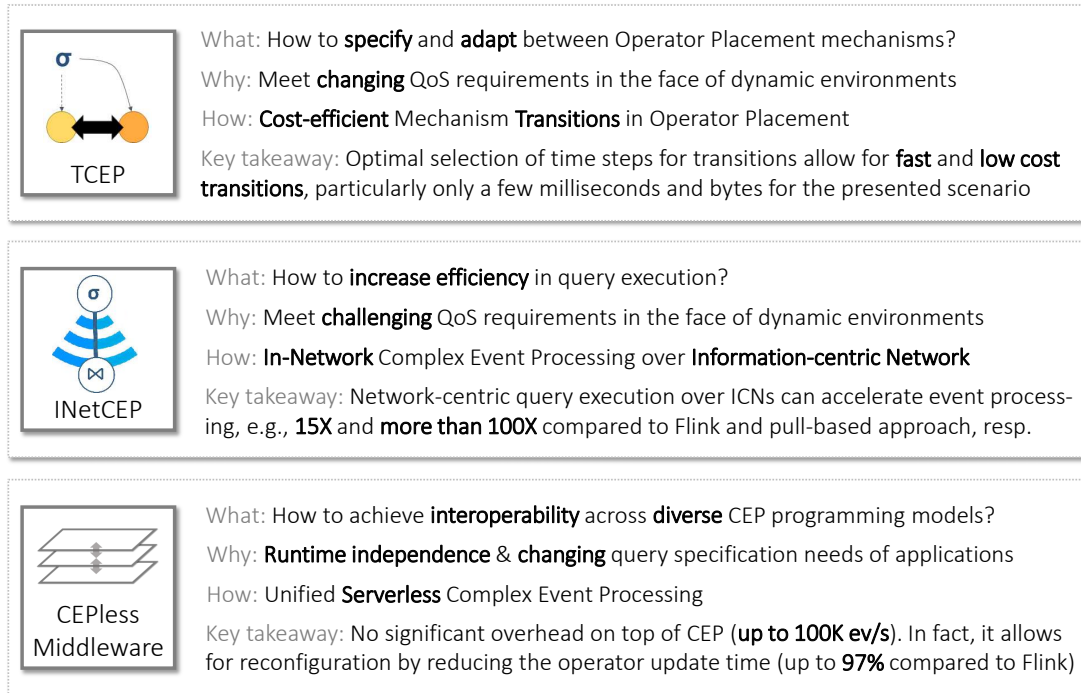 What: How to specify and adapt between Operator Placement mechanisms?
Why: Meet changing QoS requirements in the face of dynamic environments
How: Cost-efficient Mechanism Transitions in Operator Placement
Key takeaway: Optimal selection of time steps for transitions allow for fast and low cost
transitions, particularly only a few milliseconds and bytes for the presented scenario
σ
TCEP
What: How to increase efficiency in query execution?
Why: Meet challenging QoS requirements in the face of dynamic environments
How: In-Network Complex Event Processing over Information-centric Network
Key takeaway: Network-centric query execution over ICNs can accelerate event process-
ing, e.g., 15X and more than 100X compared to Flink and pull-based approach, resp.
σ
⋈
INetCEP
What: How to achieve interoperability across diverse CEP programming models?
Why: Runtime independence & changing query specification needs of applications
How: Unified Serverless Complex Event Processing
Key takeaway: No significant overhead on top of CEP (up to 100K ev/s). In fact, it allows
for reconfiguration by reducing the operator update time (up to 97% compared to Flink)
CEPless
Middleware